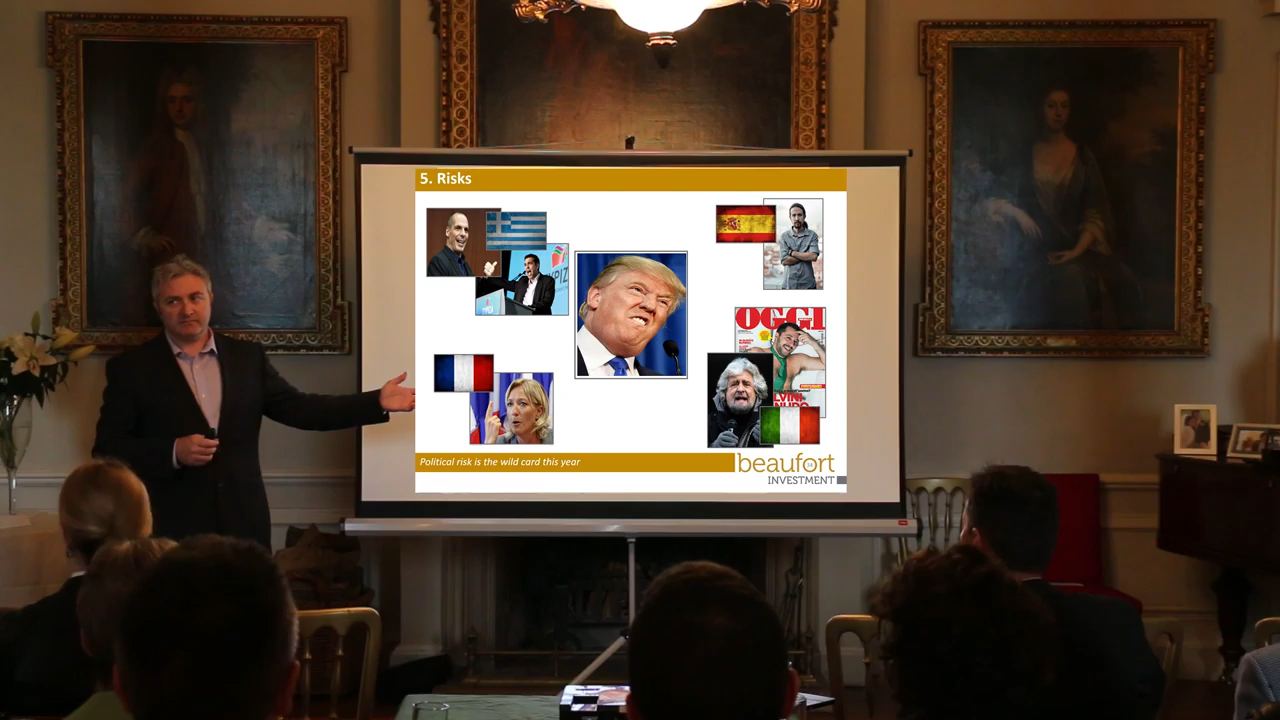 5. Risks
OGGI
Political risk is the wild card this year
beaufort
INVESTMENT